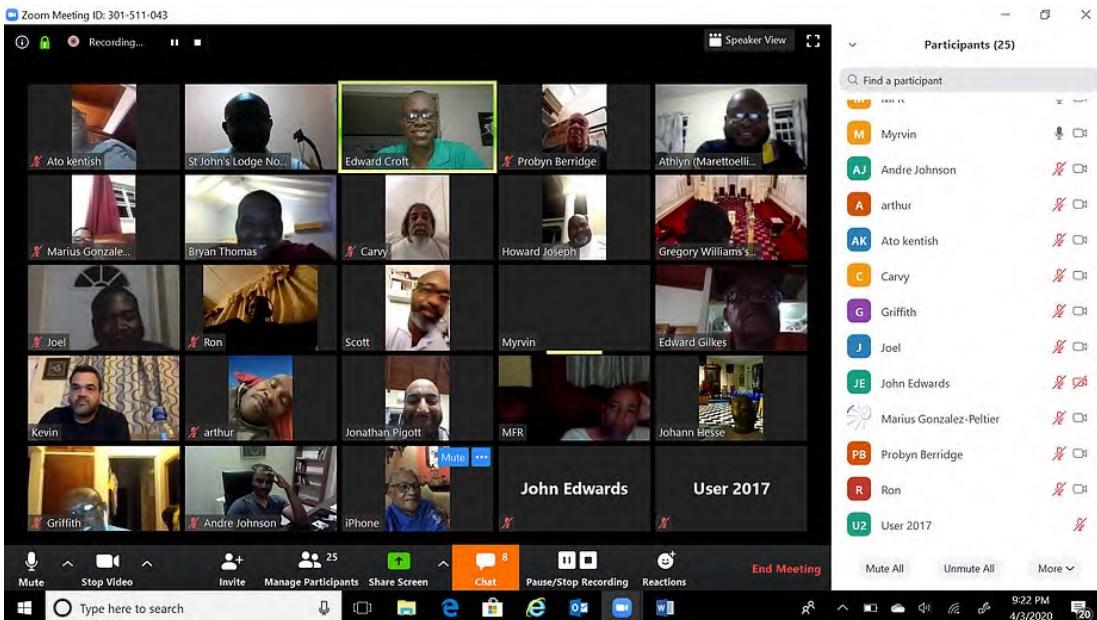 Zoom Meeting ID: 301-511-043
Recording...
Speaker View
Ato kentish
St John's Lodge No...
Edward Croft
Probyn Berridge
Athlyn (Marettoelli...
Marius Gonzale...
Bryan Thomas
Carvy
Howard Joseph
Gregory Williams's...
Joel
Ron
Scott
Myrvin
Edward Gilkes
Kevin
arthur
Jonathan Pigott
MFR
Johann Hesse
Mute
Griffith
Andre Johnson
iPhone
John Edwards
User 2017
Mute
Stop Video
Invite
25
Manage Participants
Share Screen
8
Chat
Pause/Stop Recording
Reactions
End Meeting
Participants (25)
Find a participant
M Myrvin
AJ Andre Johnson
A arthur
AK Ato kentish
C Carvy
G Griffith
J Joel
JE John Edwards
Marius Gonzalez-Peltier
PB Probyn Berridge
R Ron
U2 User 2017
Mute All Unmute All More
Type here to search
9:22 PM
4/3/2020
20